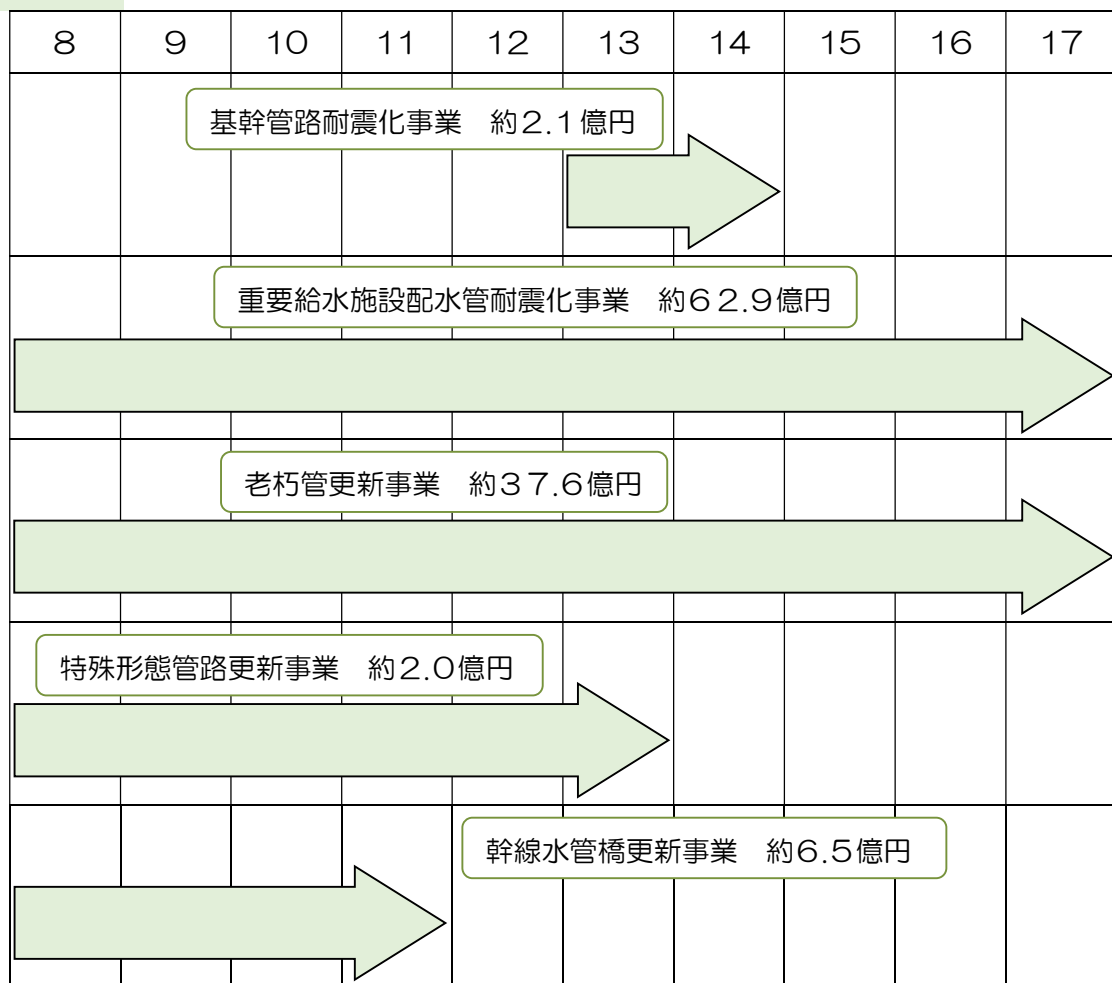 8 9 10 11 12 13 14 15 16 17
基幹管路耐震化事業　約2.1億円
重要給水施設配水管耐震化事業　約62.9億円
老朽管更新事業　約37.6億円
特殊形態管路更新事業　約2.0億円
幹線水管橋更新事業　約6.5億円